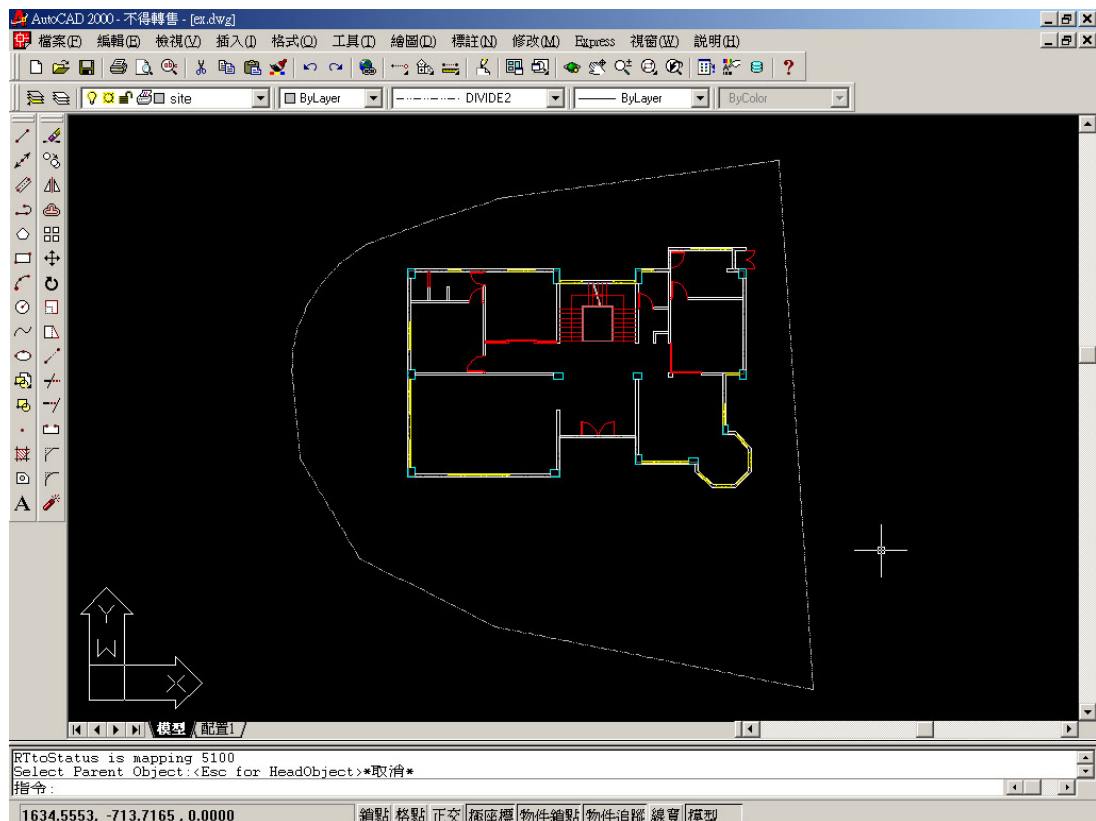 AutoCAD 2000 - 不得轉售 - [ex.dwg]
檔案(F) 編輯(E) 檢視(V) 插入(I) 格式(O) 工具(T) 繪圖(D) 標註(N) 修改(M) Express 視窗(W) 説明(H)
site ByLayer DIVIDE2 ByLayer ByColor
A
Y
W
X
模型 配置1
RTtoStatus is mapping 5100
Select Parent Object:<Esc for HeadObject>*取消*
指令:
1634.5553, -713.7165 , 0.0000 鎖點 格點 正交 極座標 物件鎖點 物件追蹤 線寬 模型